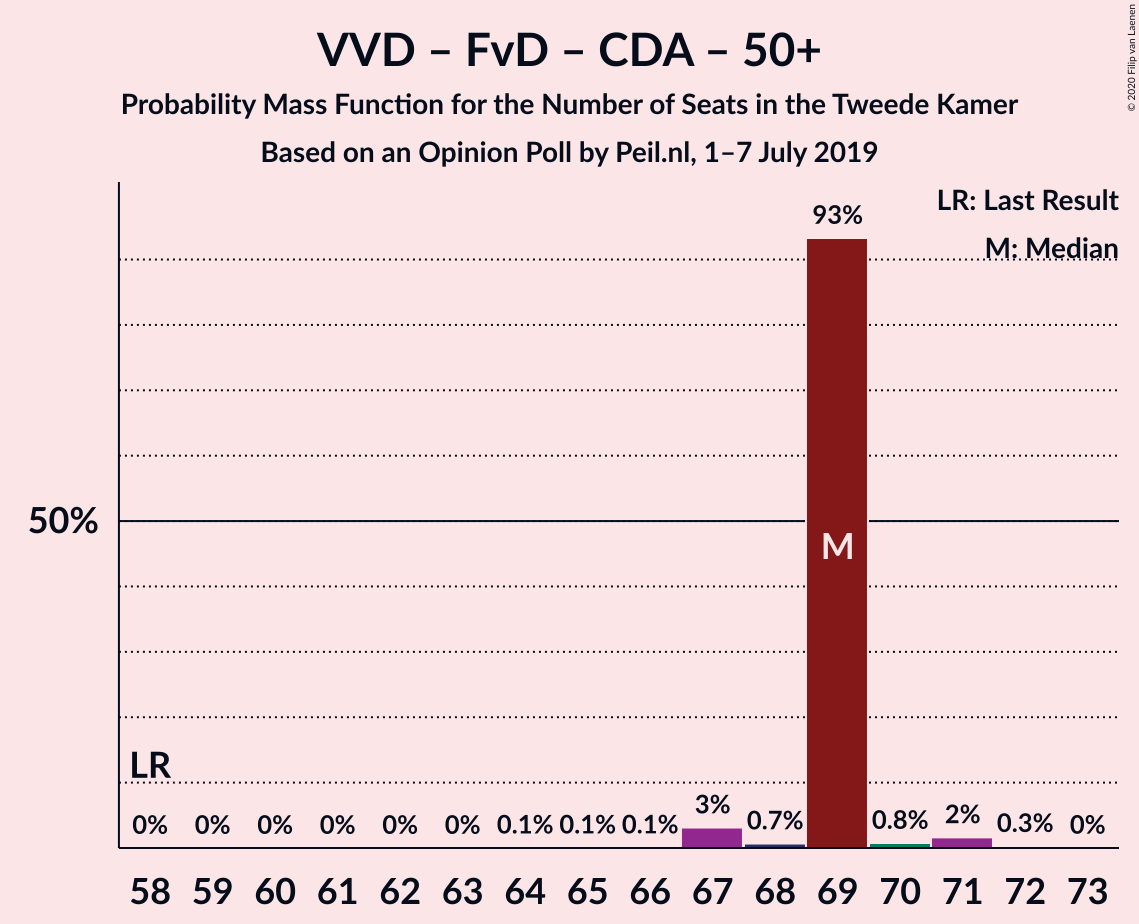 VVD – FvD – CDA – 50+
Probability Mass Function for the Number of Seats in the Tweede Kamer
Based on an Opinion Poll by Peil.nl, 1–7 July 2019
© 2020 Filip van Laenen
LR: Last Result
M: Median
93%
50%
M
LR
0% 0% 0% 0% 0% 0% 0.1% 0.1% 0.1% 3% 0.7% 0.8% 2% 0.3% 0%
58 59 60 61 62 63 64 65 66 67 68 69 70 71 72 73